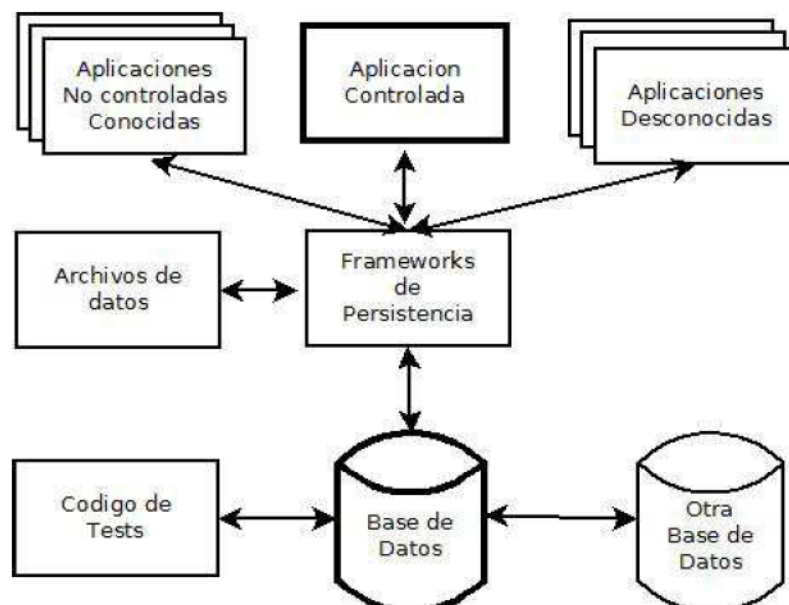 Aplicaciones
No controladas
Conocidas
Aplicacion
Controlada
Aplicaciones
Desconocidas
Archivos de
datos
Frameworks
de
Persistencia
Codigo de
Tests
Base de
Datos
Otra
Base de
Datos